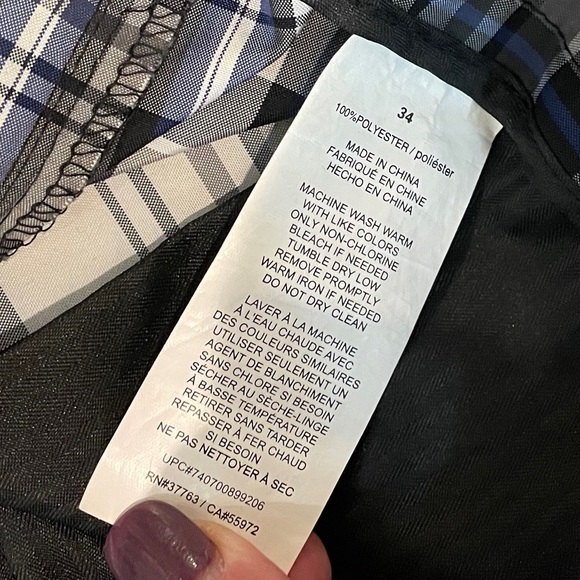 34
100%POLYESTER / poliéster
MADE IN CHINA
FABRIQUÉ EN CHINE
HECHO EN CHINA
MACHINE WASH WARM
WITH LIKE COLORS
ONLY NON-CHLORINE
BLEACH IF NEEDED
TUMBLE DRY LOW
REMOVE PROMPTLY
WARM IRON IF NEEDED
DO NOT DRY CLEAN
LAVER À LA MACHINE
À L'EAU CHAUDE AVEC
DES COULEURS SIMILAIRES
UTILISER SEULEMENT UN
AGENT DE BLANCHIMENT
SANS CHLORE SI BESOIN
SÉCHER AU SÈCHE-LINGE
À BASSE TEMPÉRATURE
RETIRER SANS TARDER
REPASSER À FER CHAUD
SI BESOIN
NE PAS NETTOYER À SEC
UPC#740700899206
RN#37763 / CA#55972